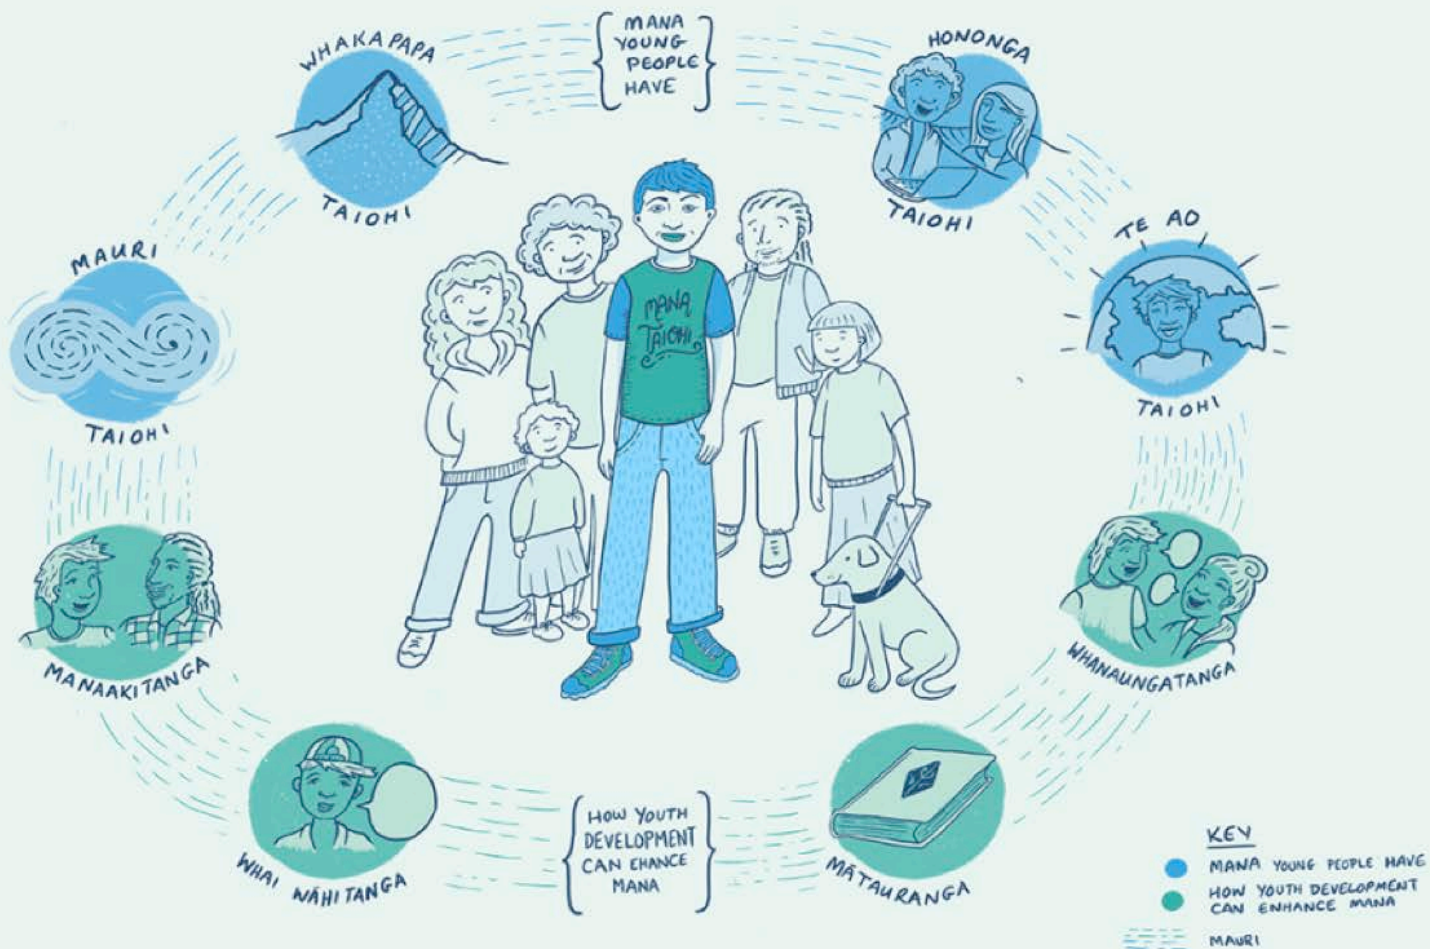 MANA
YOUNG
PEOPLE
HAVE
WHAKAPAPA
TAIOHI
HONONGA
TAIOHI
MAURI
TAIOHI
TE AO
TAIOHI
MANA
TAIOHI
MANAAKITANGA
WHANAUNGATANGA
WHAI WĀHITANGA
HOW YOUTH
DEVELOPMENT
CAN EHANCE
MANA
MĀTAURANGA
KEY
MANA YOUNG PEOPLE HAVE
HOW YOUTH DEVELOPMENT
CAN ENHANCE MANA
MAURI